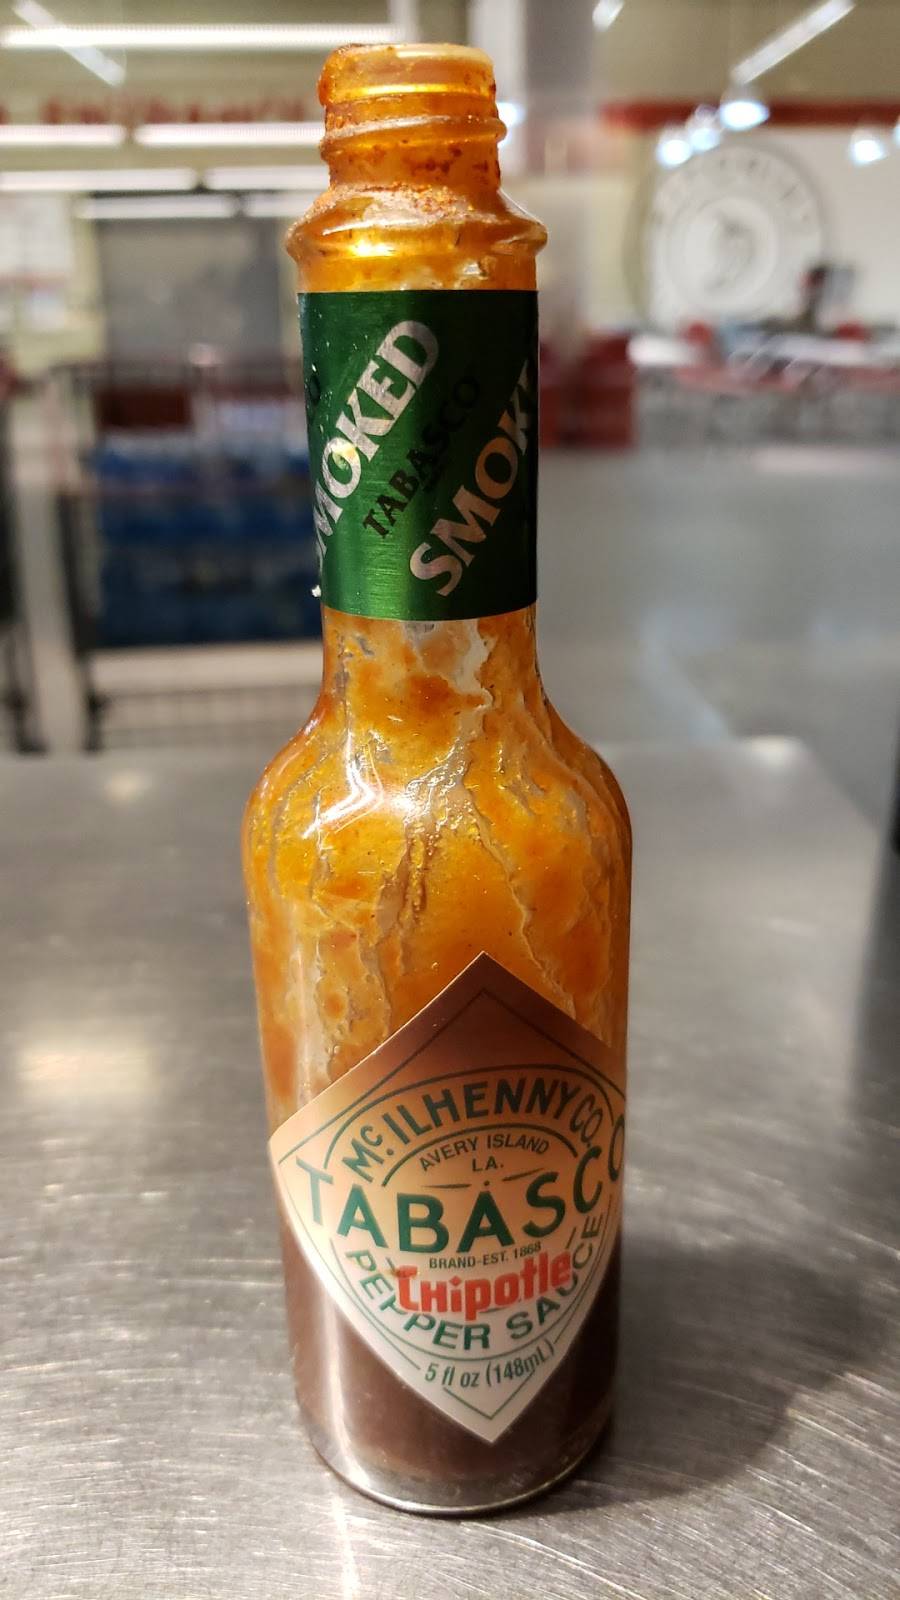 SMOKED
TABASCO
SMOK
McILHENNY CO.
AVERY ISLAND
LA.
TABASCO
BRAND-EST. 1868
CHipotle
PEPPER SAUCE
5 fl oz (148mL)